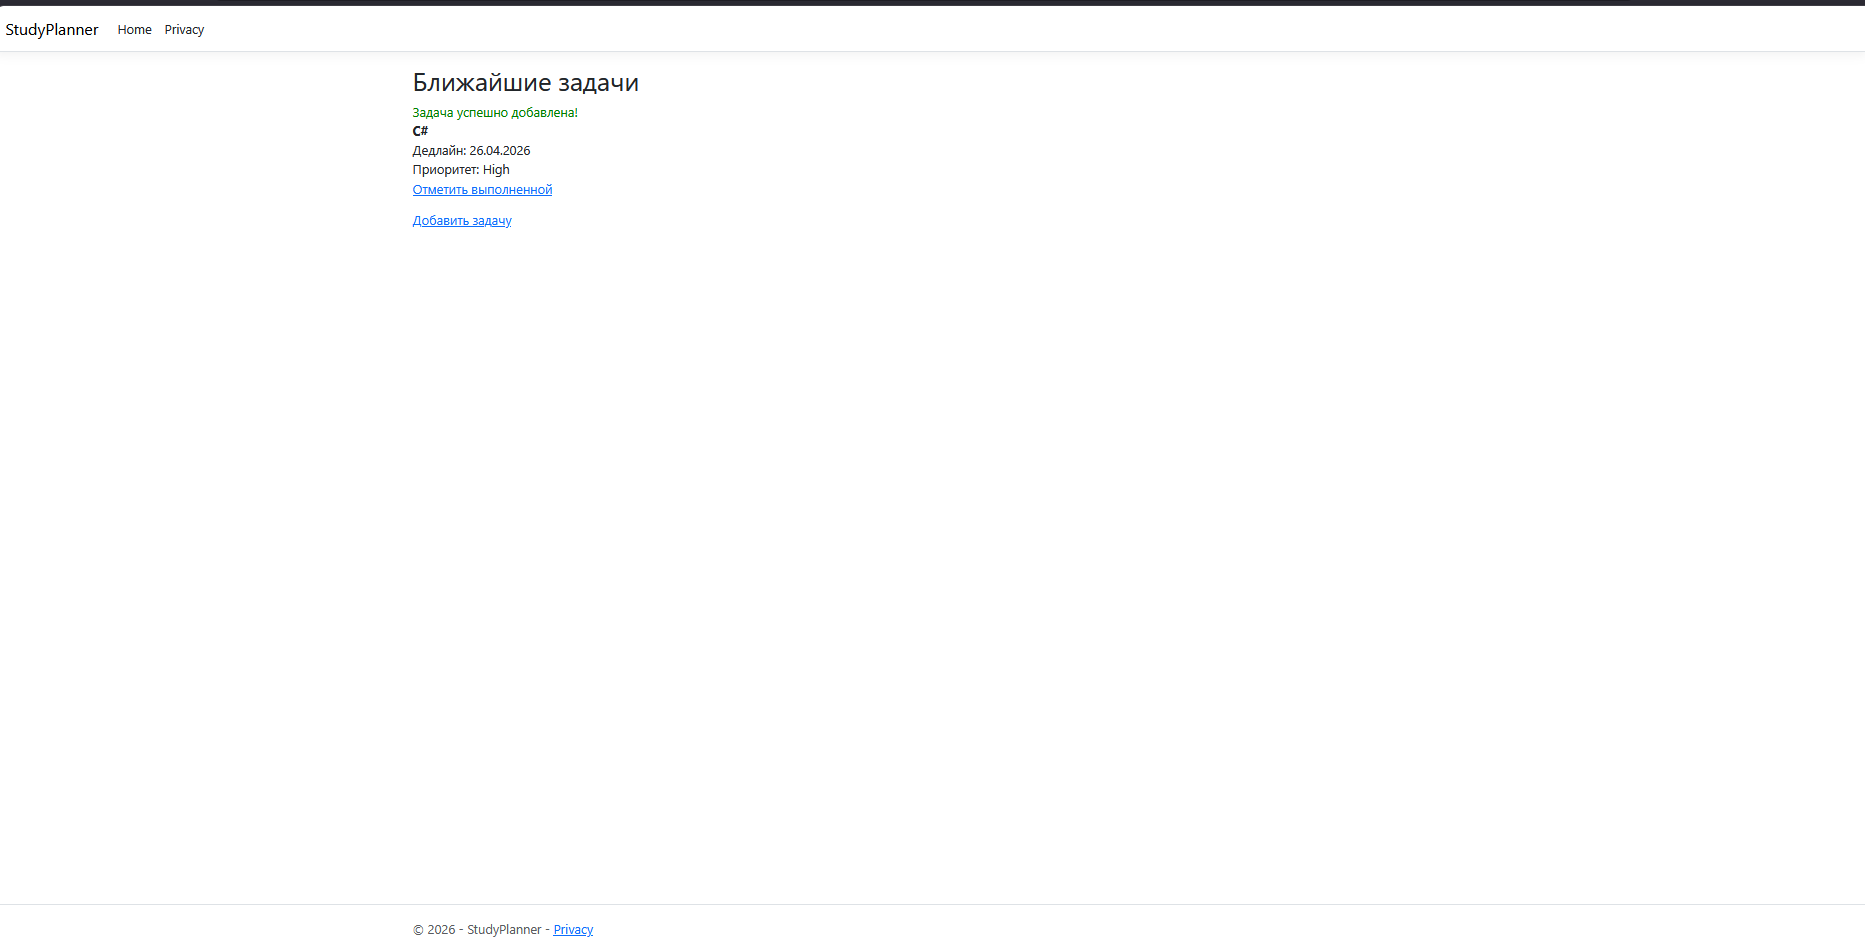 StudyPlanner Home Privacy
Ближайшие задачи
Задача успешно добавлена!
C#
Дедлайн: 26.04.2026
Приоритет: High
Отметить выполненной
Добавить задачу
© 2026 - StudyPlanner - Privacy